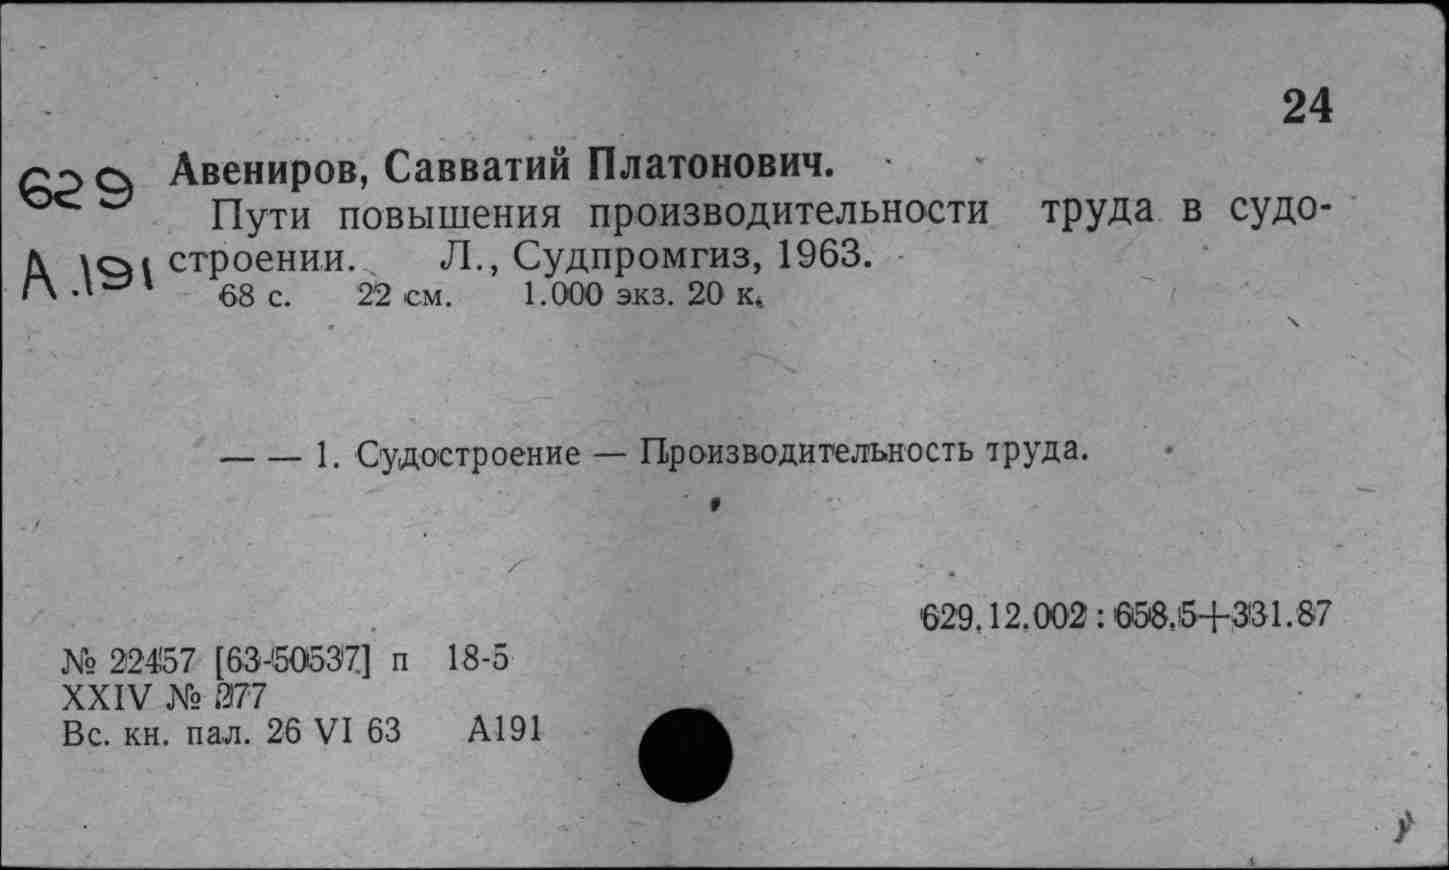 24
629 Авениров, Савватий Платонович.
Пути повышения производительности труда в судо-
А.191 строении. Л., Судпромгиз, 1963.
68 с. 22 см. 1.000 экз. 20 к.
— — 1. Судостроение — Производительность труда.
629.12.002 : 658.5+331.87
№ 22457 [63-50537] п 18-5
XXIV № 277
Вс. кн. пал. 26 VI 63 А191